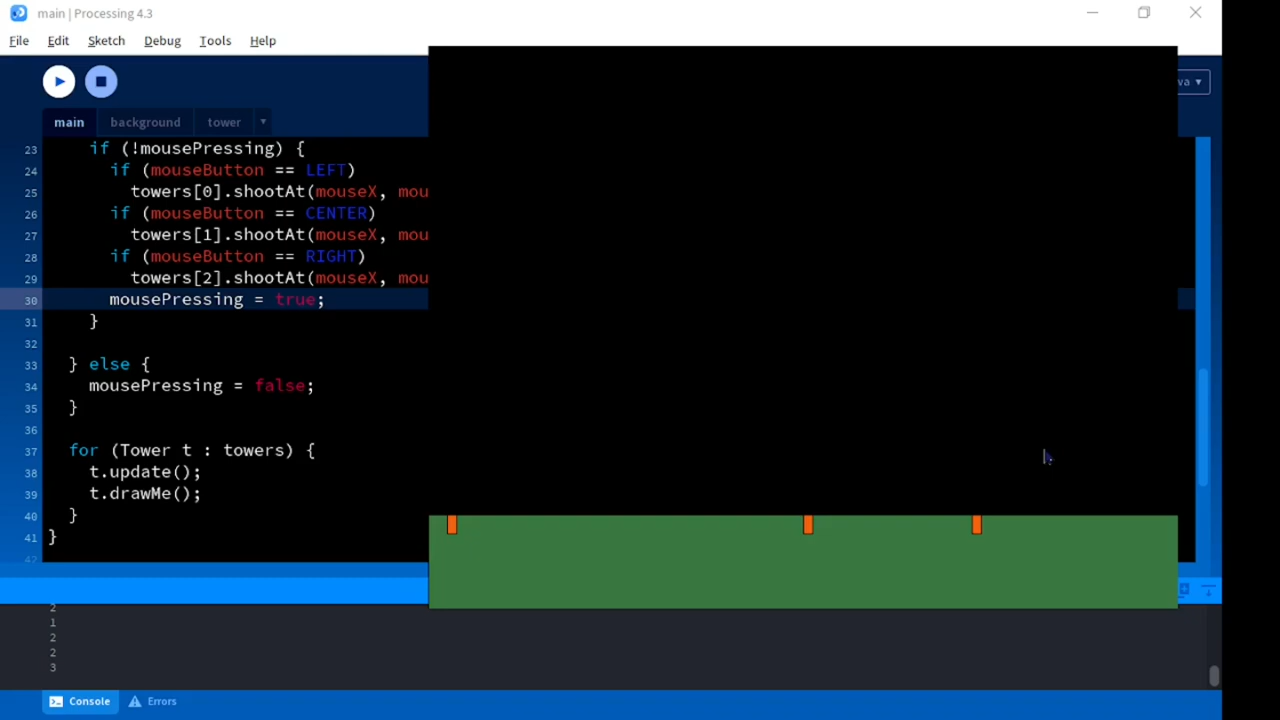 main | Processing 4.3
File Edit Sketch Debug Tools Help
va ▾
main background tower ▾
23 if (!mousePressing) {
24 if (mouseButton == LEFT)
25 towers[0].shootAt(mouseX, mou
26 if (mouseButton == CENTER)
27 towers[1].shootAt(mouseX, mou
28 if (mouseButton == RIGHT)
29 towers[2].shootAt(mouseX, mou
30 mousePressing = true;
31 }
32
33 } else {
34 mousePressing = false;
35 }
36
37 for (Tower t : towers) {
38 t.update();
39 t.drawMe();
40 }
41 }
42
2
1
2
2
3
Console Errors